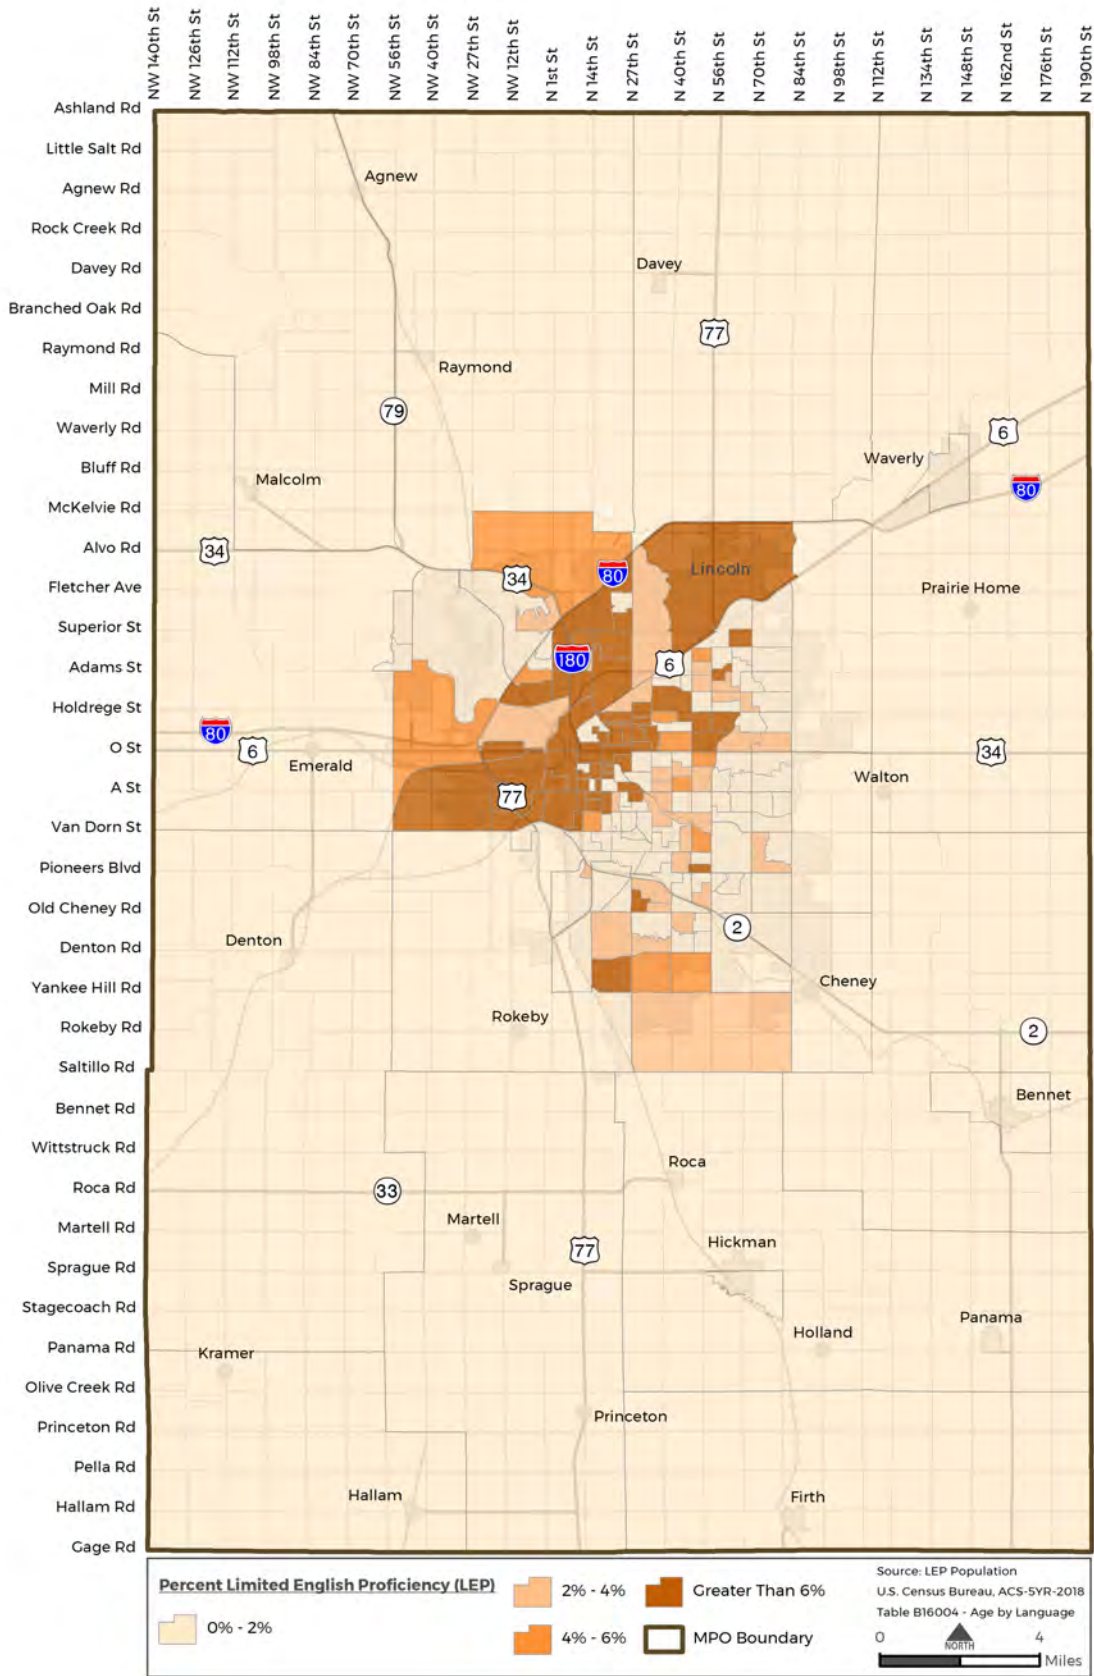 NW 140th St
NW 126th St
NW 112th St
NW 98th St
NW 84th St
NW 70th St
NW 56th St
NW 40th St
NW 27th St
NW 12th St
N 1st St
N 14th St
N 27th St
N 40th St
N 56th St
N 70th St
N 84th St
N 98th St
N 112th St
N 134th St
N 148th St
N 162nd St
N 176th St
N 190th St
Ashland Rd
Little Salt Rd
Agnew Rd
Rock Creek Rd
Davey Rd
Branched Oak Rd
Raymond Rd
Mill Rd
Waverly Rd
Bluff Rd
McKelvie Rd
Alvo Rd
Fletcher Ave
Superior St
Adams St
Holdrege St
O St
A St
Van Dorn St
Pioneers Blvd
Old Cheney Rd
Denton Rd
Yankee Hill Rd
Rokeby Rd
Saltillo Rd
Bennet Rd
Wittstruck Rd
Roca Rd
Martell Rd
Sprague Rd
Stagecoach Rd
Panama Rd
Olive Creek Rd
Princeton Rd
Pella Rd
Hallam Rd
Gage Rd
Agnew
Davey
77
Raymond
79
6
Waverly
Malcolm
80
34
34
80
Lincoln
Prairie Home
180
6
80
6
34
Emerald
77
Walton
2
Denton
Cheney
Rokeby
2
Bennet
Roca
33
Martell
77
Hickman
Sprague
Panama
Holland
Kramer
Princeton
Hallam
Firth
Percent Limited English Proficiency (LEP)
0% - 2%
2% - 4%
4% - 6%
Greater Than 6%
MPO Boundary
Source: LEP Population
U.S. Census Bureau, ACS-5YR-2018
Table B16004 - Age by Language
0
NORTH
4
Miles